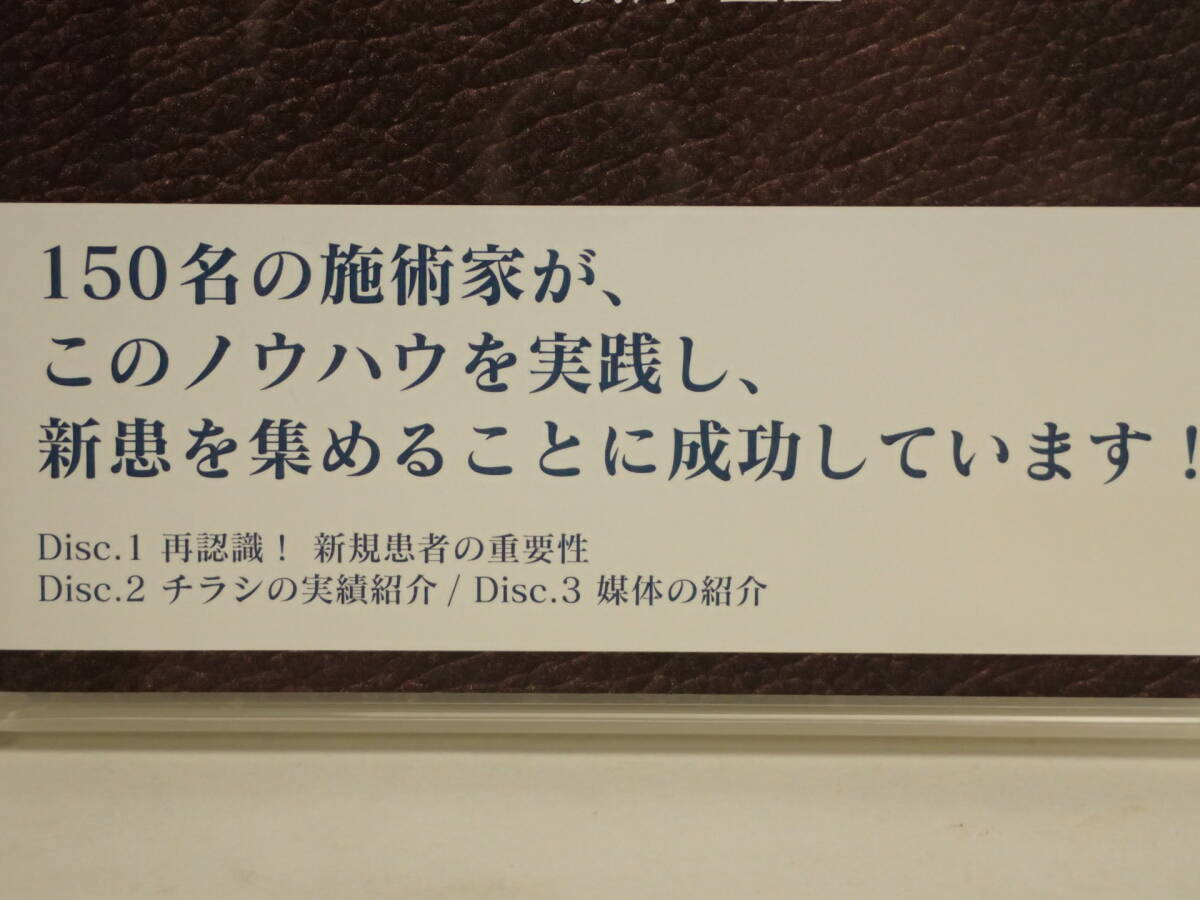 150名の施術家が、
このノウハウを実践し、
新患を集めることに成功しています！
Disc.1 再認識！ 新規患者の重要性
Disc.2 チラシの実績紹介 / Disc.3 媒体の紹介